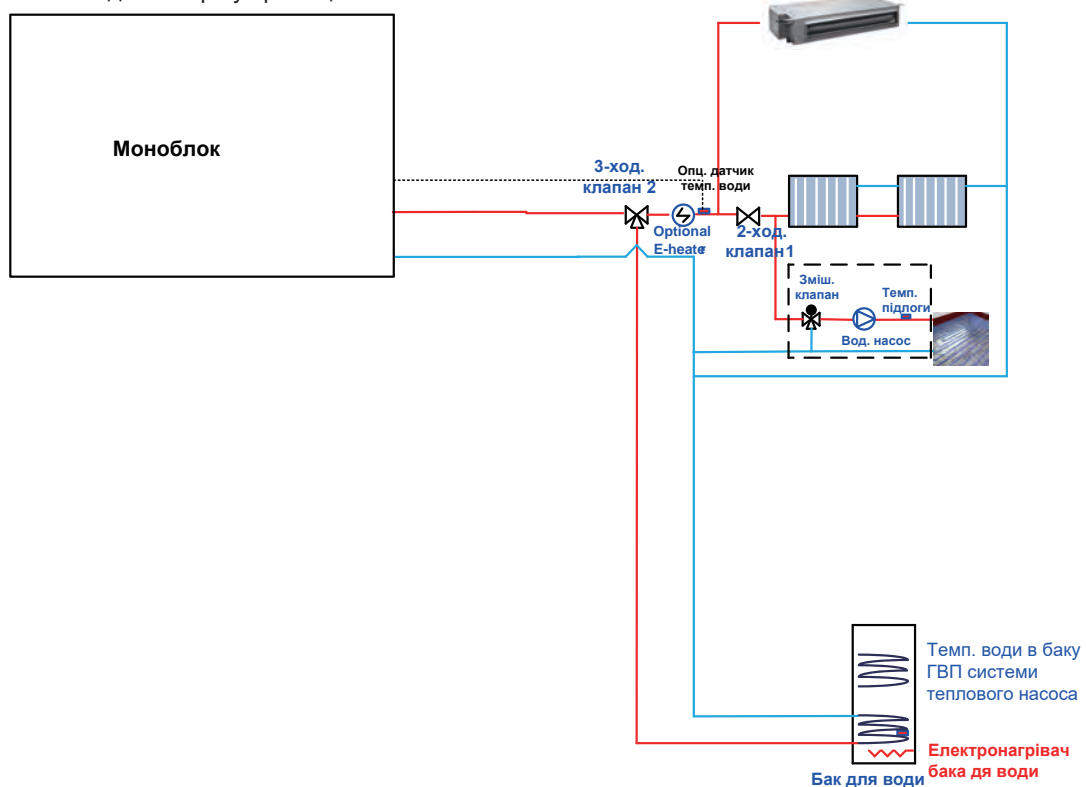 Моноблок
3-ход.
клапан 2
Опц. датчик
темп. води
Optional
E-heater
2-ход.
клапан1
Зміш.
клапан
Темп.
підлоги
Вод. насос
Темп. води в баку
ГВП системи
теплового насоса
Електронагрівач
бака дя води
Бак для води